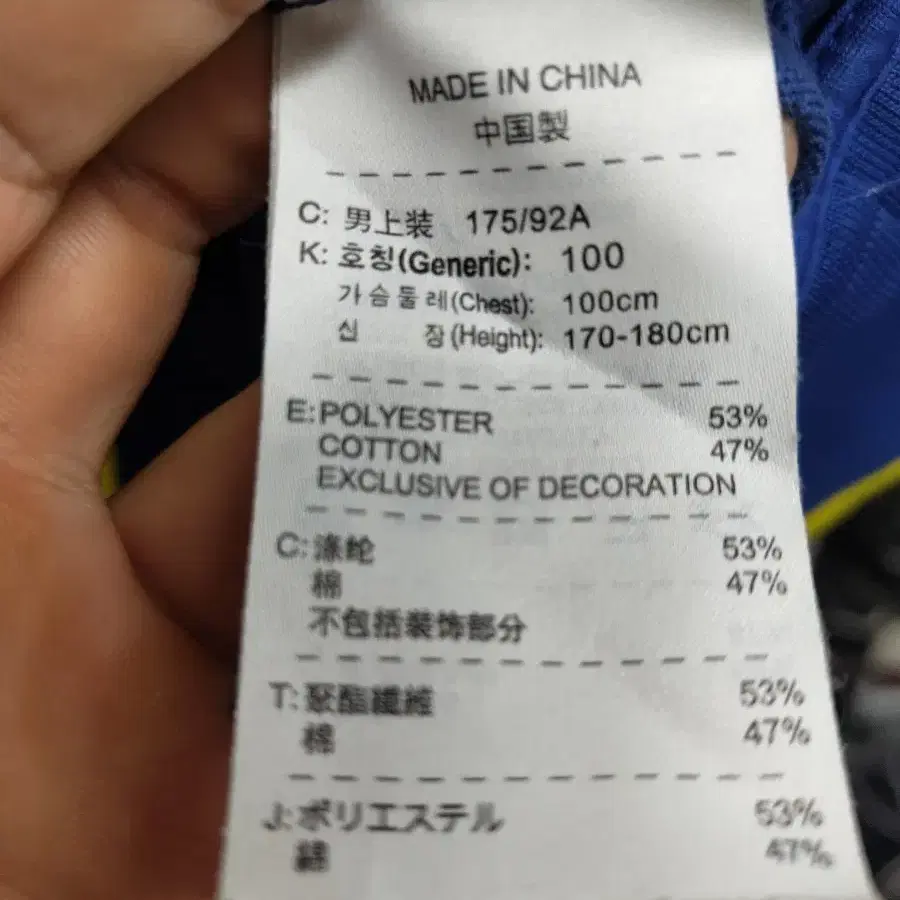 MADE IN CHINA
中国製
C: 男上装 175/92A
K: 호칭(Generic): 100
가슴둘레(Chest): 100cm
신 장(Height): 170-180cm
E: POLYESTER 53%
COTTON 47%
EXCLUSIVE OF DECORATION
C: 涤纶 53%
棉 47%
不包括装饰部分
T: 聚酯纖維 53%
棉 47%
J: ポリエステル 53%
綿 47%